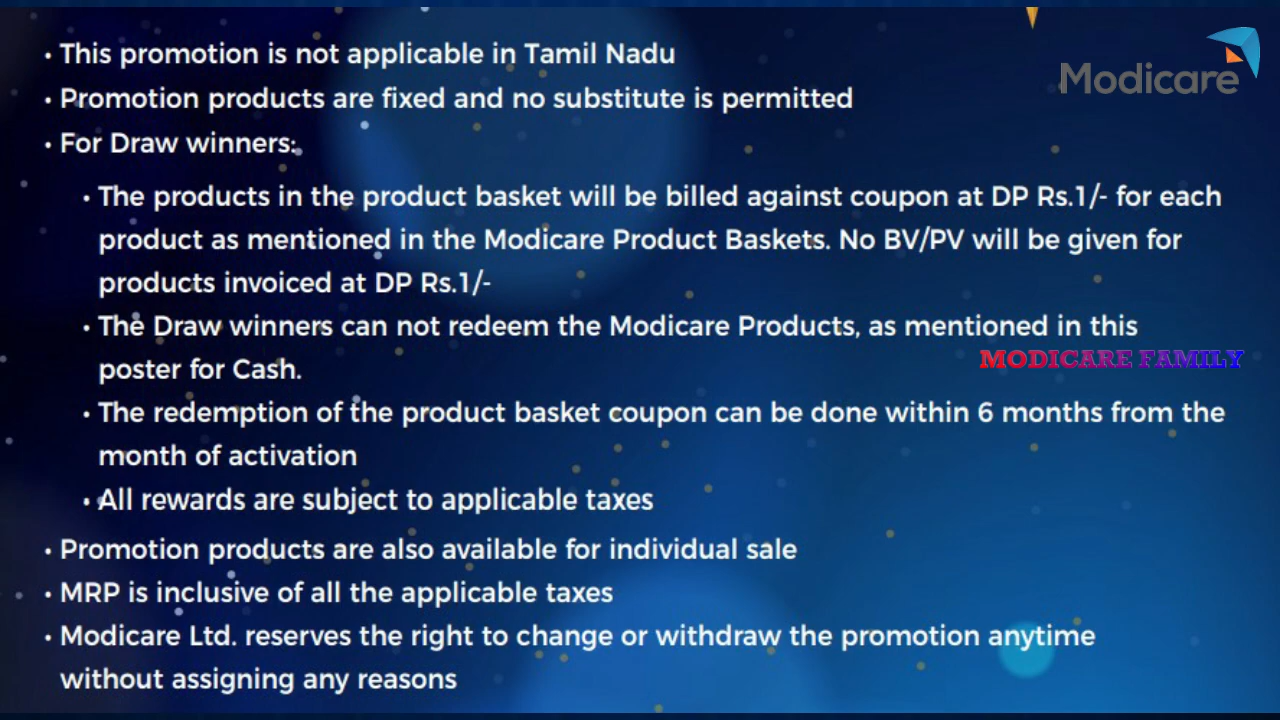 • This promotion is not applicable in Tamil Nadu
Modicare
• Promotion products are fixed and no substitute is permitted
• For Draw winners:
• The products in the product basket will be billed against coupon at DP Rs.1/- for each
product as mentioned in the Modicare Product Baskets. No BV/PV will be given for
products invoiced at DP Rs.1/-
• The Draw winners can not redeem the Modicare Products, as mentioned in this
MODICARE FAMILY
poster for Cash.
• The redemption of the product basket coupon can be done within 6 months from the
month of activation
• All rewards are subject to applicable taxes
• Promotion products are also available for individual sale
• MRP is inclusive of all the applicable taxes
• Modicare Ltd. reserves the right to change or withdraw the promotion anytime
without assigning any reasons